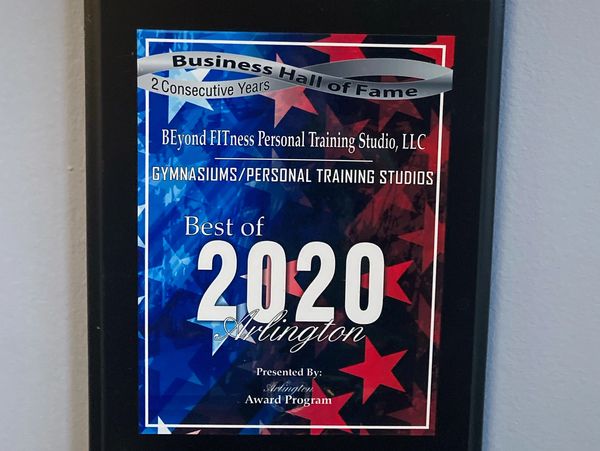 Business Hall of Fame
2 Consecutive Years
BEyond FITness Personal Training Studio, LLC
GYMNASIUMS/PERSONAL TRAINING STUDIOS
Best of
2020
Arlington
Presented By:
Arlington
Award Program